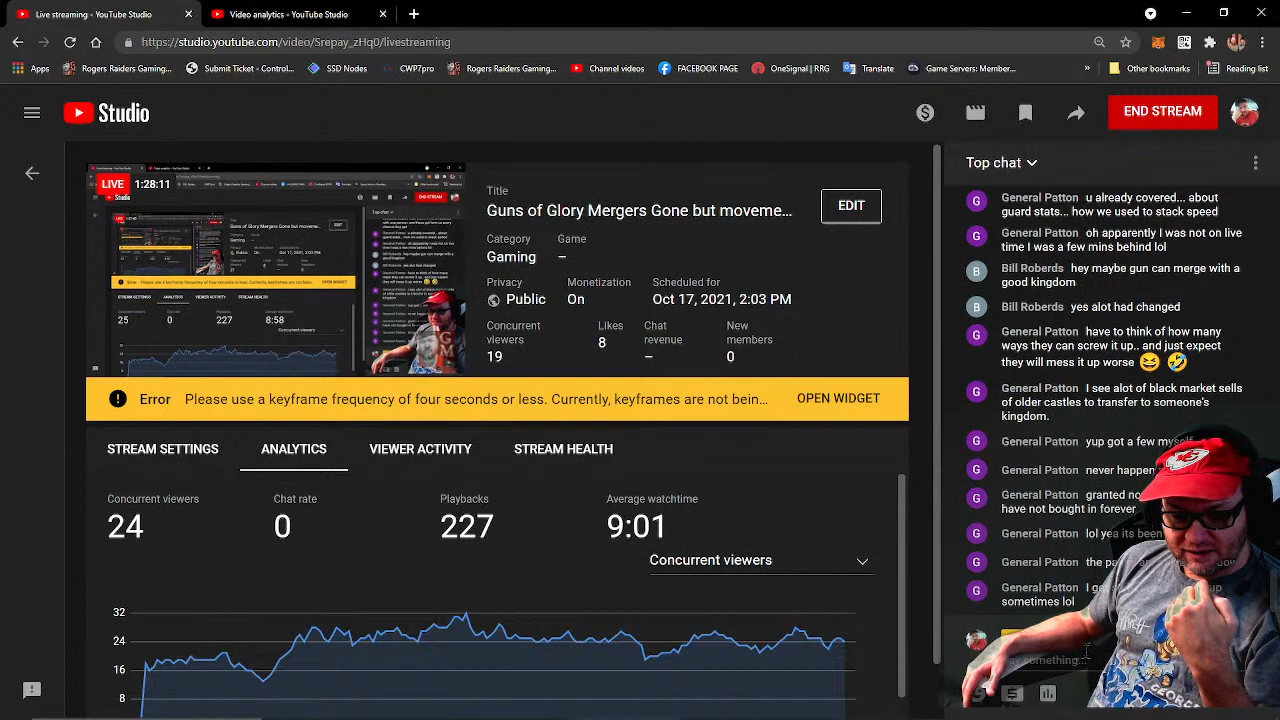 Live streaming - YouTube Studio
Video analytics - YouTube Studio
https://studio.youtube.com/video/Srepay_zHq0/livestreaming
Apps
Rogers Raiders Gaming...
Submit Ticket - Control...
SSD Nodes
CWP7pro
Rogers Raiders Gaming...
Channel videos
FACEBOOK PAGE
OneSignal | RRG
Translate
Game Servers: Member...
»
Other bookmarks
Reading list
Studio
END STREAM
LIVE 1:28:11
Title
Guns of Glory Mergers Gone but moveme...
EDIT
Category
Game
Gaming
–
Privacy
Monetization
Scheduled for
Public
On
Oct 17, 2021, 2:03 PM
Concurrent viewers
Likes
Chat revenue
New members
19
8
–
0
Error Please use a keyframe frequency of four seconds or less. Currently, keyframes are not bein...
OPEN WIDGET
STREAM SETTINGS
ANALYTICS
VIEWER ACTIVITY
STREAM HEALTH
Concurrent viewers
Chat rate
Playbacks
Average watchtime
24
0
227
9:01
Concurrent viewers
32
24
16
8
Top chat
General Patton u already covered... about
guard stats... how we used to stack speed
General Patton oh apparently I was not on live
time I was a few mins behind lol
Bill Roberds hey maybe gyn can merge with a
good kingdom
Bill Roberds yes alot has changed
General Patton have to think of how many
ways they can screw it up.. and just expect
they will mess it up worse 😆 🤣
General Patton I see alot of black market sells
of older castles to transfer to someone's
kingdom.
General Patton yup got a few myself
General Patton never happen
General Patton granted no
have not bought in forever
General Patton lol yea its been
General Patton the pa
General Patton I ge
sometimes lol
say something...